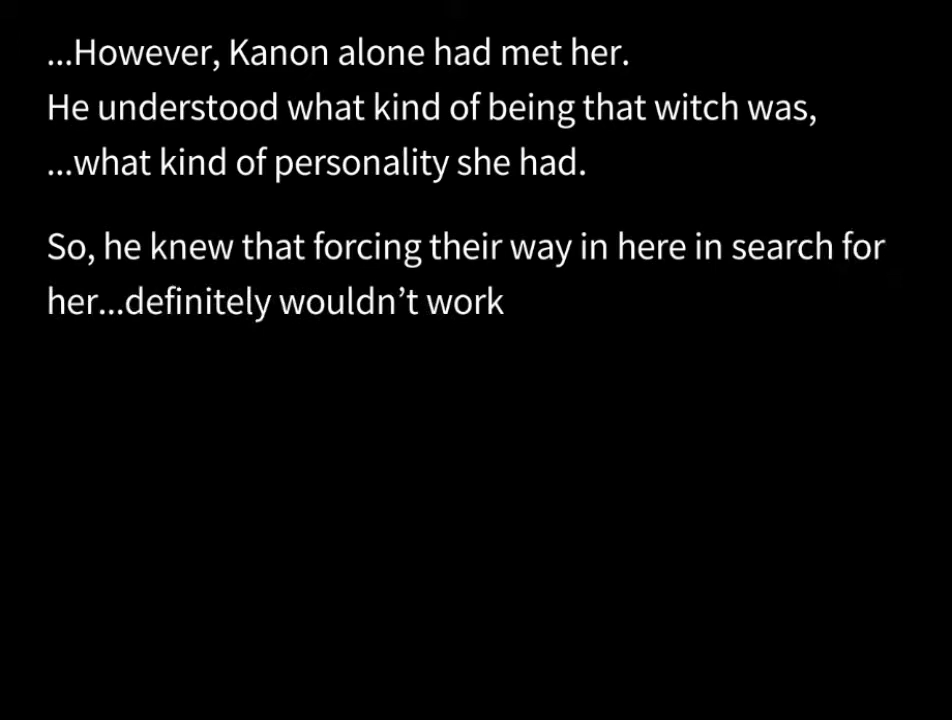 ...However, Kanon alone had met her.
He understood what kind of being that witch was,
...what kind of personality she had.
So, he knew that forcing their way in here in search for
her...definitely wouldn’t work